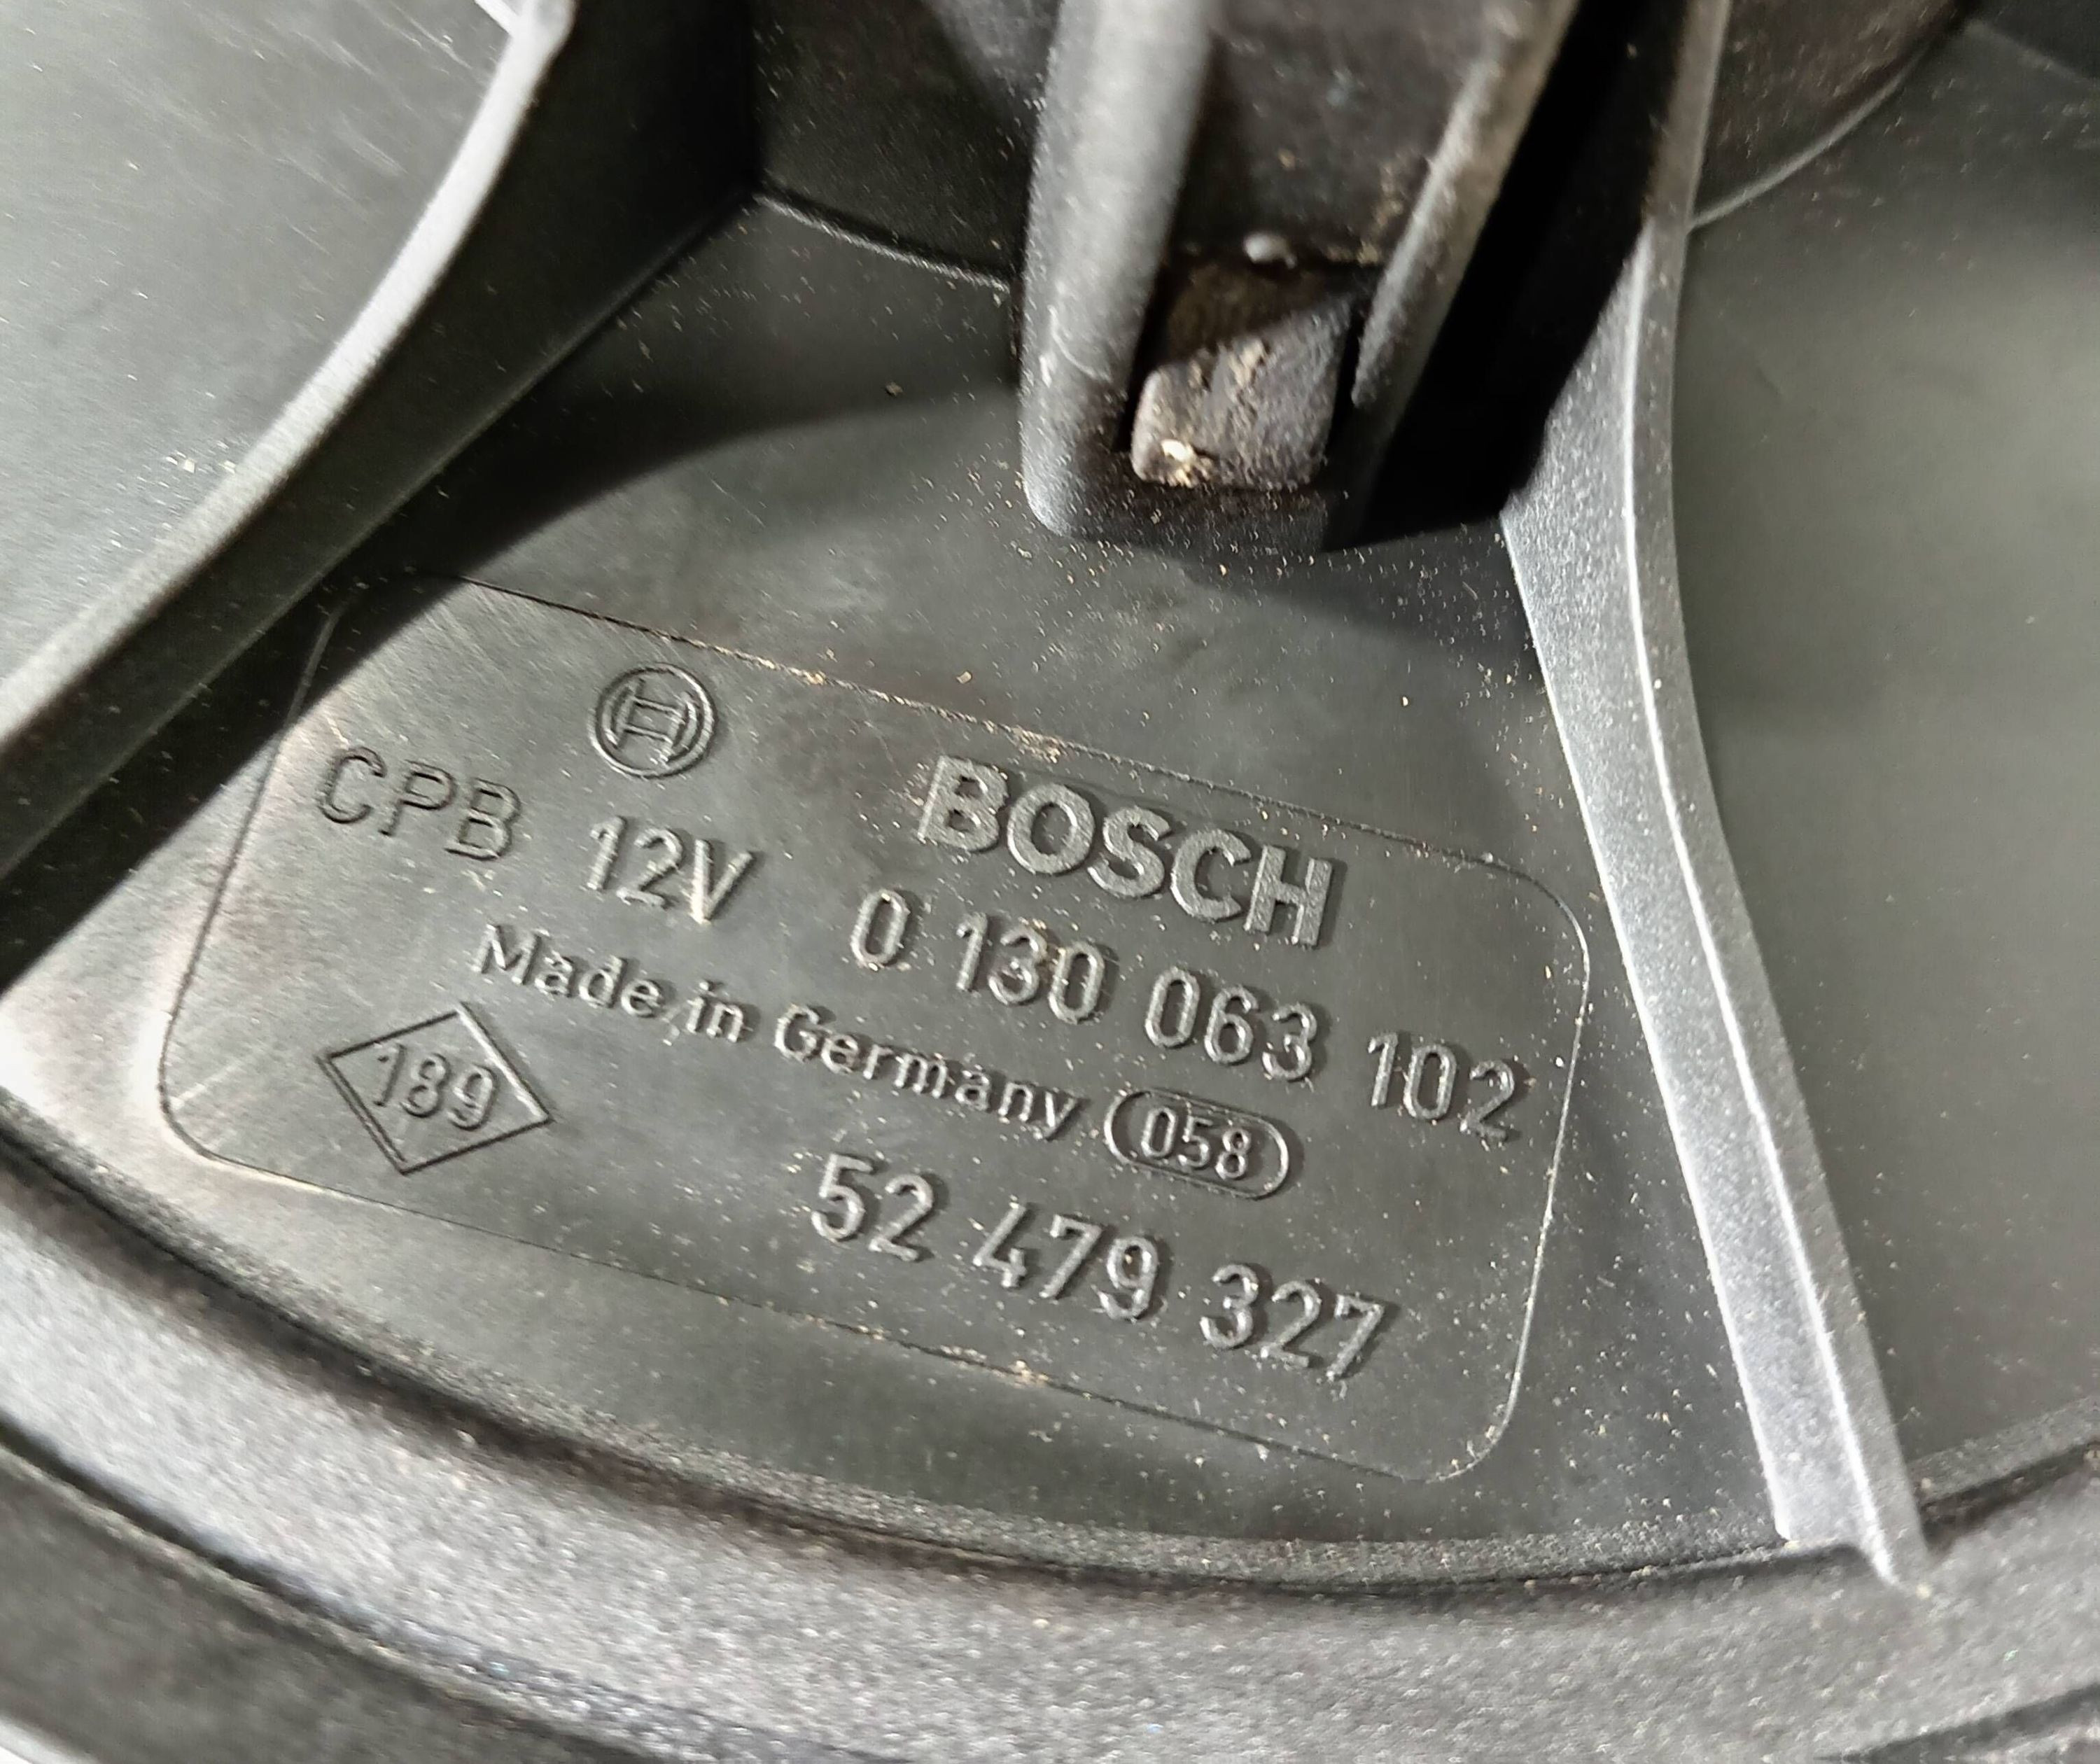 BOSCH
CPB 12V 0 130 063 102
Made in Germany 058
189
52 479 327